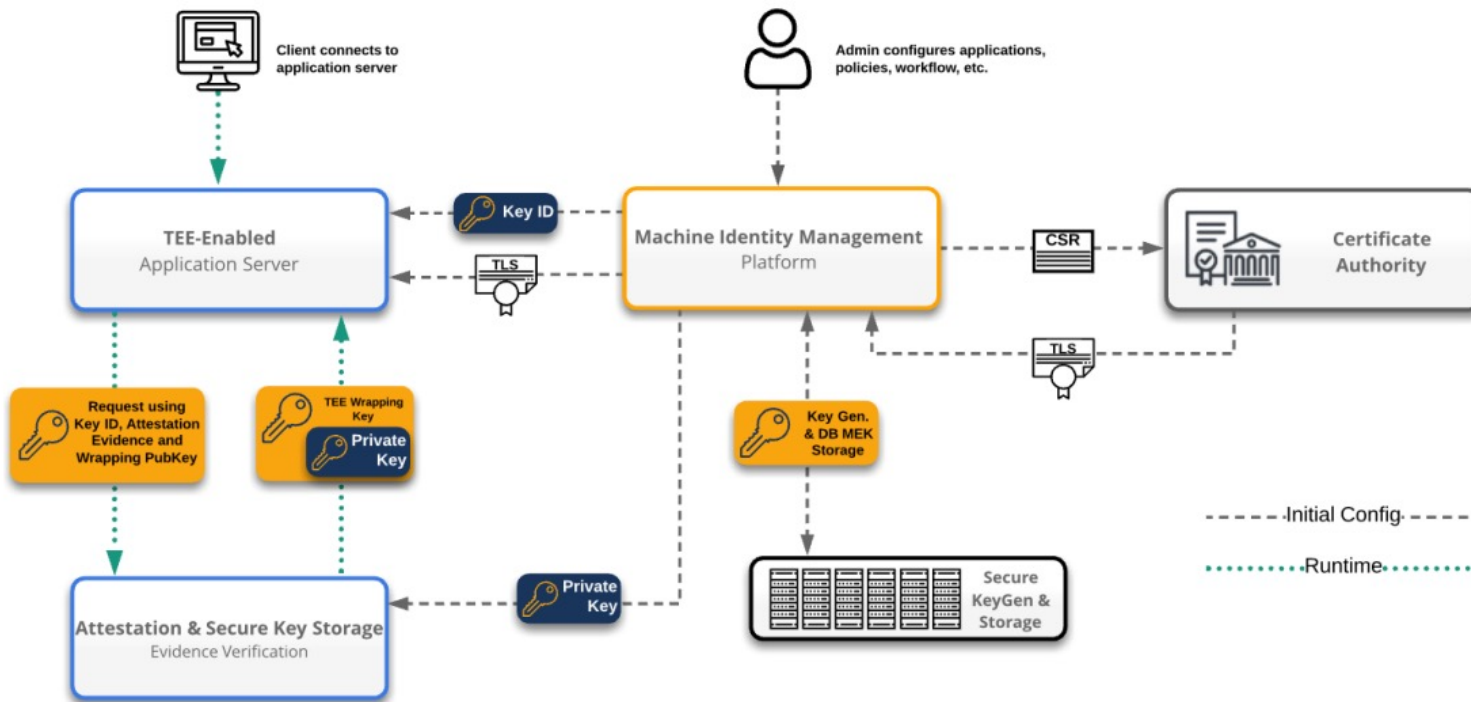 Client connects to
application server
Admin configures applications,
policies, workflow, etc.
TEE-Enabled
Application Server
Key ID
TLS
Machine Identity Management
Platform
CSR
Certificate
Authority
TLS
Request using
Key ID, Attestation
Evidence and
Wrapping PubKey
TEE Wrapping
Key
Private
Key
Key Gen.
& DB MEK
Storage
Initial Config
Runtime
Private
Key
Secure
KeyGen &
Storage
Attestation & Secure Key Storage
Evidence Verification